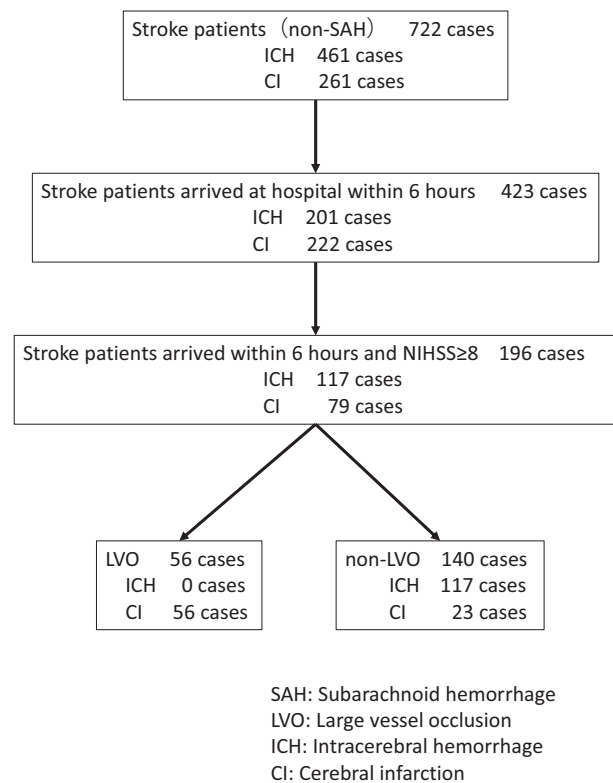 Stroke patients（non-SAH） 722 cases
ICH 461 cases
CI 261 cases
Stroke patients arrived at hospital within 6 hours 423 cases
ICH 201 cases
CI 222 cases
Stroke patients arrived within 6 hours and NIHSS≥8 196 cases
ICH 117 cases
CI 79 cases
LVO 56 cases
ICH 0 cases
CI 56 cases
non-LVO 140 cases
ICH 117 cases
CI 23 cases
SAH: Subarachnoid hemorrhage
LVO: Large vessel occlusion
ICH: Intracerebral hemorrhage
CI: Cerebral infarction